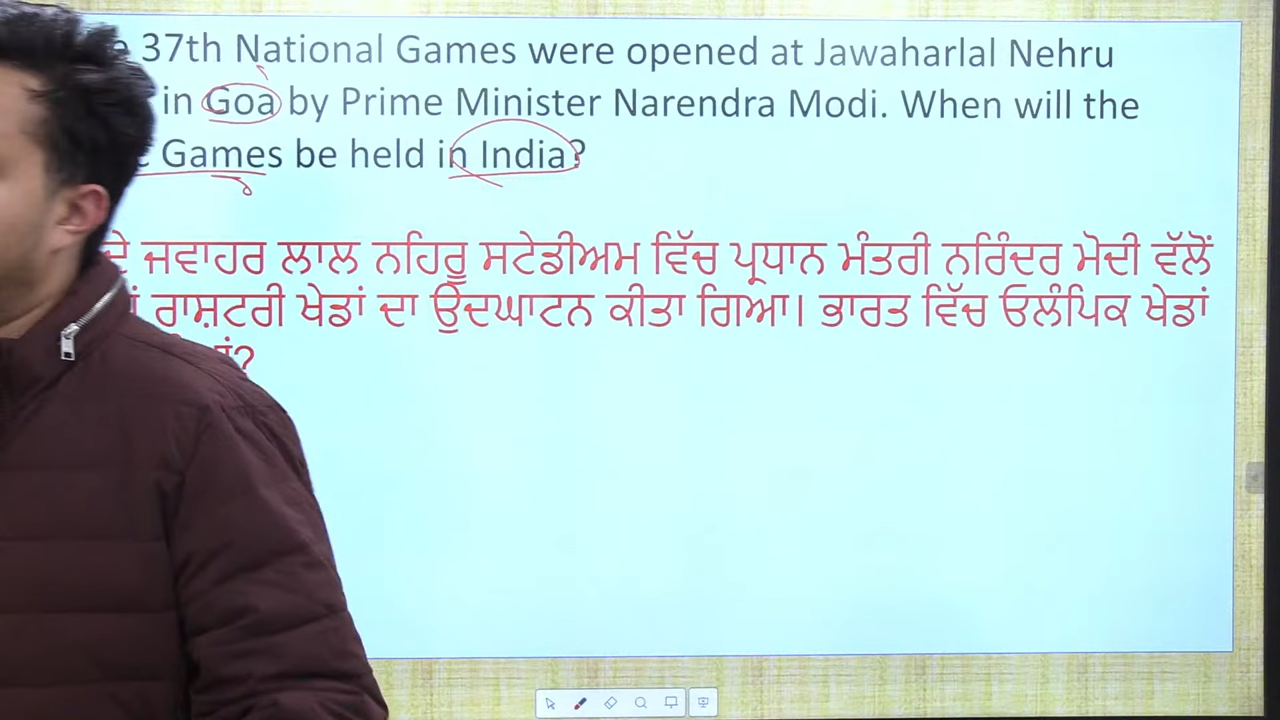 37th National Games were opened at Jawaharlal Nehru
in Goa by Prime Minister Narendra Modi. When will the
Games be held in India?
ਦੇ ਜਵਾਹਰ ਲਾਲ ਨਹਿਰੂ ਸਟੇਡੀਅਮ ਵਿੱਚ ਪ੍ਰਧਾਨ ਮੰਤਰੀ ਨਰਿੰਦਰ ਮੋਦੀ ਵੱਲੋਂ
ਰਾਸ਼ਟਰੀ ਖੇਡਾਂ ਦਾ ਉਦਘਾਟਨ ਕੀਤਾ ਗਿਆ। ਭਾਰਤ ਵਿੱਚ ਓਲੰਪਿਕ ਖੇਡਾਂ